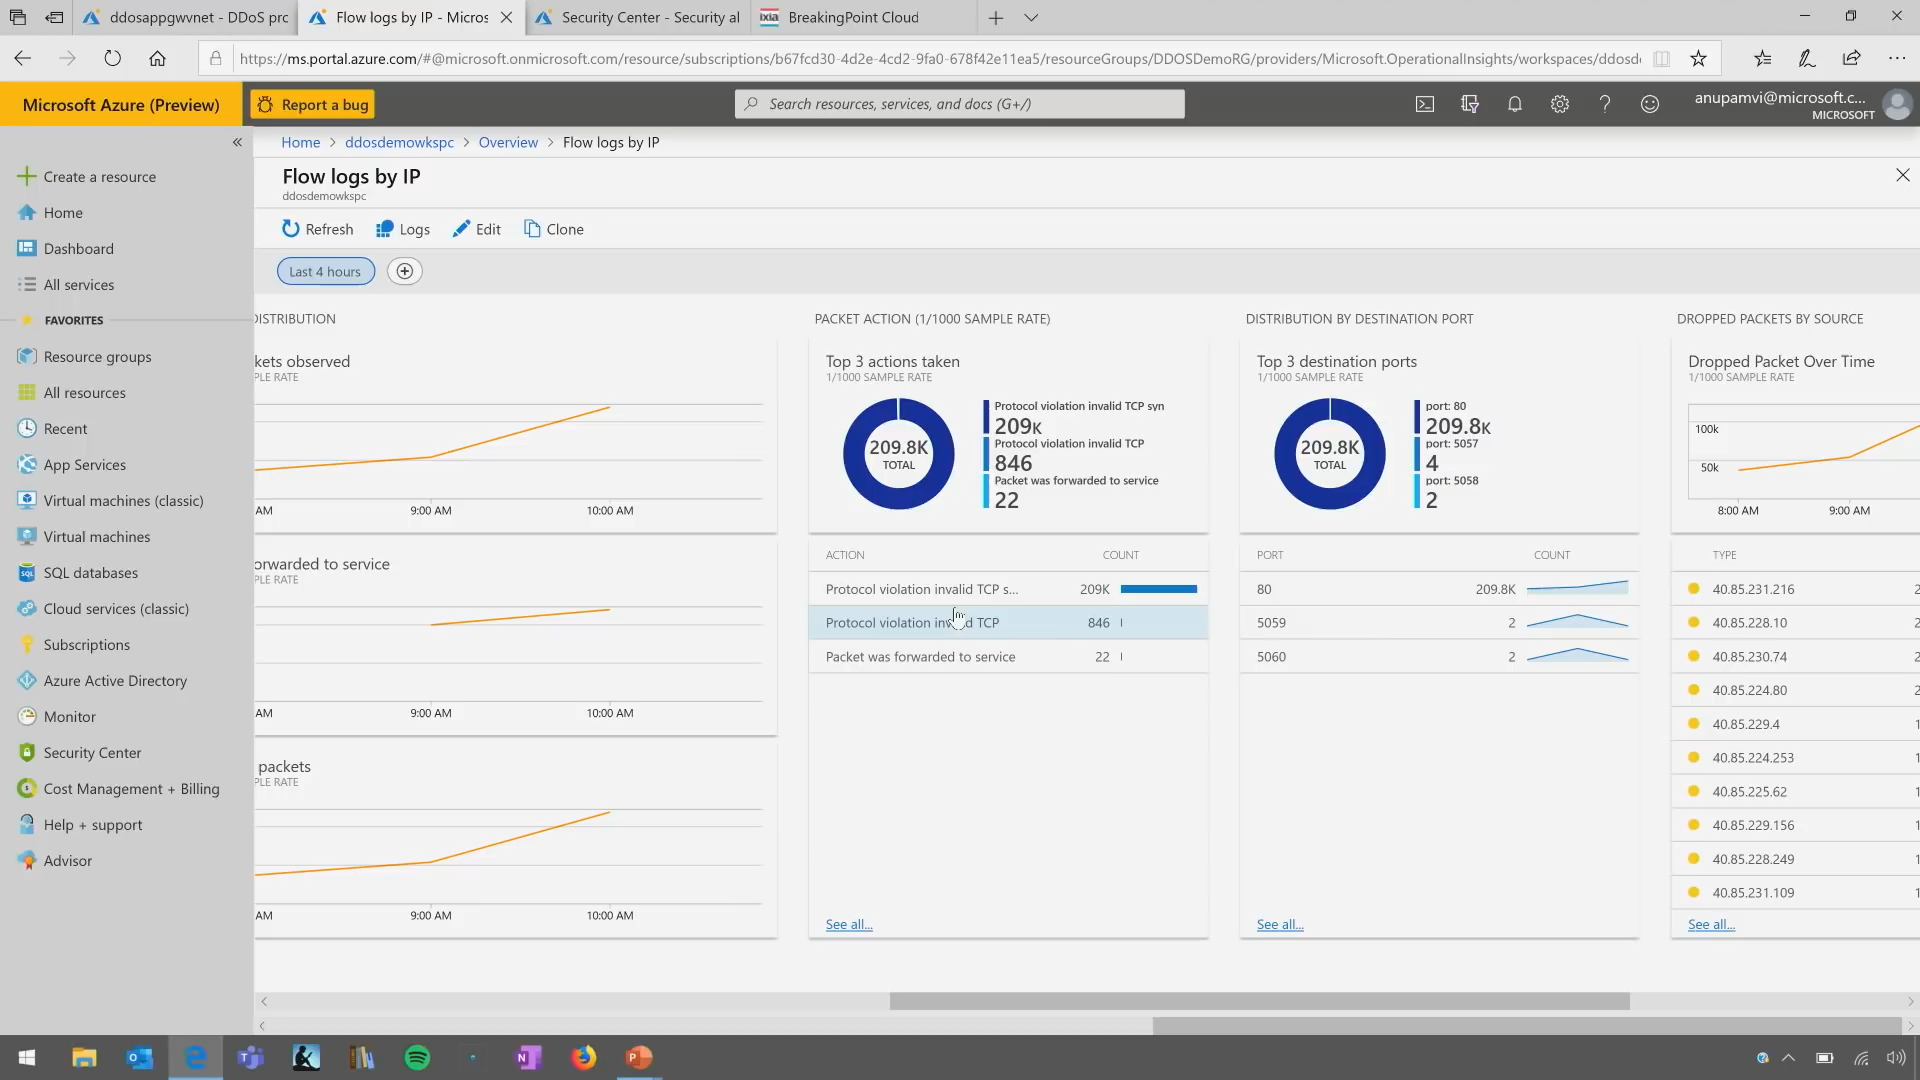 ddosappgwvnet - DDoS prc
Flow logs by IP - Micros
Security Center - Security al
ixia
BreakingPoint Cloud
https://ms.portal.azure.com/#@microsoft.onmicrosoft.com/resource/subscriptions/b67fcd30-4d2e-4cd2-9fa0-678f42e11ea5/resourceGroups/DDOSDemoRG/providers/Microsoft.OperationalInsights/workspaces/ddosd
Microsoft Azure (Preview)
Report a bug
Search resources, services, and docs (G+/)
anupamvi@microsoft.c...
MICROSOFT
Home > ddosdemowkspc > Overview > Flow logs by IP
Flow logs by IP
ddosdemowkspc
Refresh
Logs
Edit
Clone
Last 4 hours
Create a resource
Home
Dashboard
All services
FAVORITES
Resource groups
All resources
Recent
App Services
Virtual machines (classic)
Virtual machines
SQL
SQL databases
Cloud services (classic)
Subscriptions
Azure Active Directory
Monitor
Security Center
Cost Management + Billing
Help + support
Advisor
DISTRIBUTION
kets observed
PLE RATE
AM
9:00 AM
10:00 AM
orwarded to service
PLE RATE
AM
9:00 AM
10:00 AM
packets
PLE RATE
AM
9:00 AM
10:00 AM
PACKET ACTION (1/1000 SAMPLE RATE)
Top 3 actions taken
1/1000 SAMPLE RATE
209.8K
TOTAL
Protocol violation invalid TCP syn
209K
Protocol violation invalid TCP
846
Packet was forwarded to service
22
ACTION COUNT
Protocol violation invalid TCP s... 209K
Protocol violation invalid TCP 846
Packet was forwarded to service 22
See all...
DISTRIBUTION BY DESTINATION PORT
Top 3 destination ports
1/1000 SAMPLE RATE
209.8K
TOTAL
port: 80
209.8K
port: 5057
4
port: 5058
2
PORT COUNT
80 209.8K
5059 2
5060 2
See all...
DROPPED PACKETS BY SOURCE
Dropped Packet Over Time
1/1000 SAMPLE RATE
100k
50k
8:00 AM
9:00 AM
TYPE
40.85.231.216 2
40.85.228.10 2
40.85.230.74 2
40.85.224.80 2
40.85.229.4 1
40.85.224.253 1
40.85.225.62 1
40.85.229.156 1
40.85.228.249 1
40.85.231.109 1
See all...